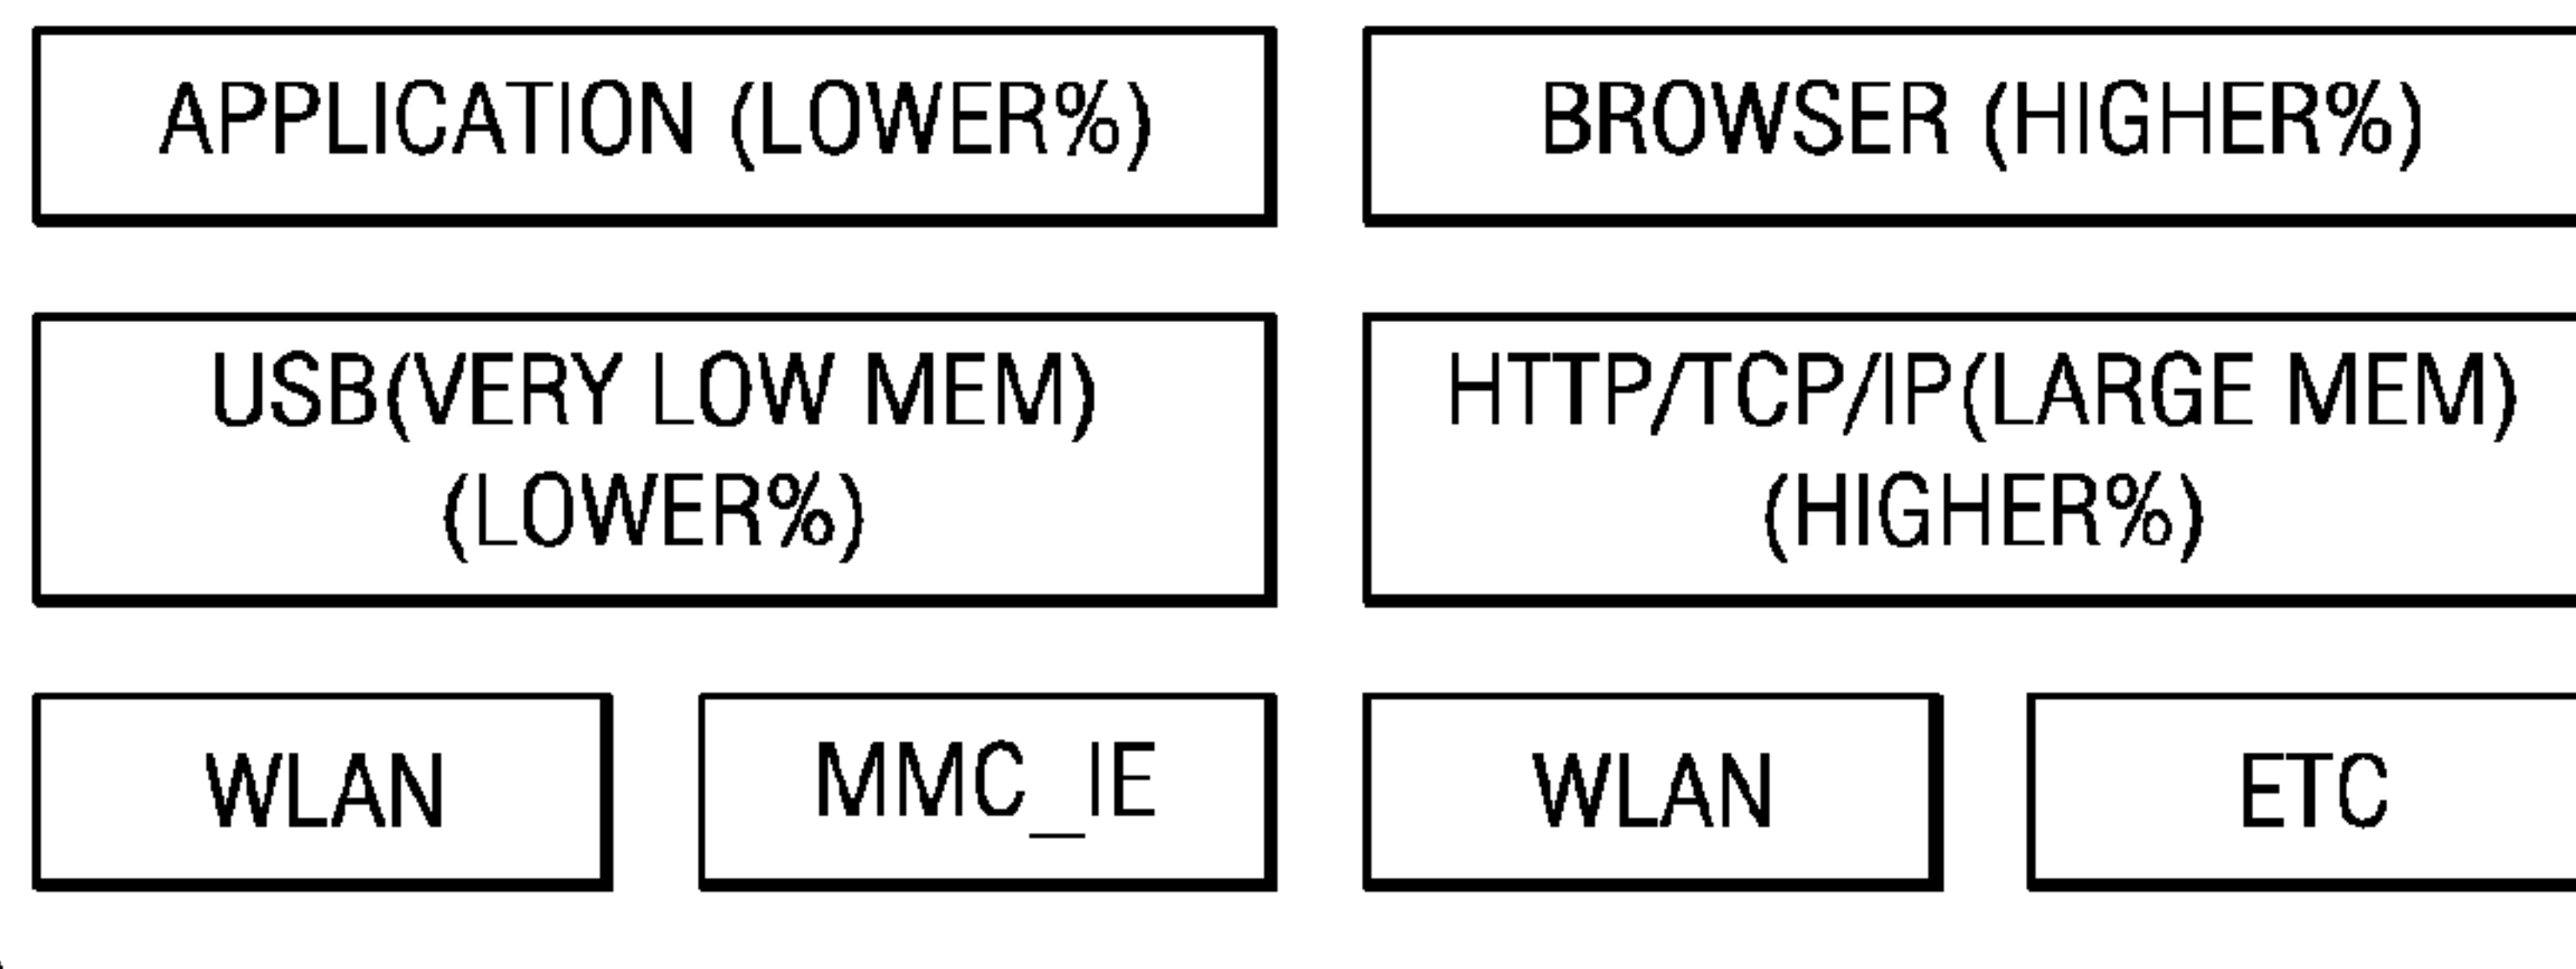 APPLICATION (LOWER%)
BROWSER (HIGHER%)
USB(VERY LOW MEM)
(LOWER%)
HTTP/TCP/IP(LARGE MEM)
(HIGHER%)
WLAN
MMC_IE
WLAN
ETC